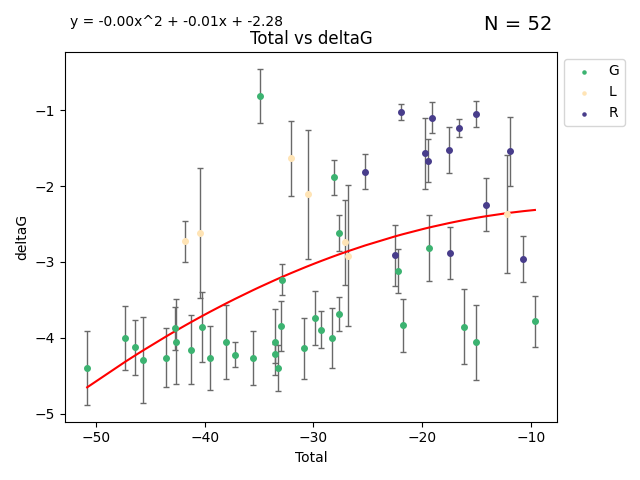 y = -0.00x^2 + -0.01x + -2.28
N = 52
Total vs deltaG
G
L
R
deltaG
−1
−2
−3
−4
−5
−50 −40 −30 −20 −10
Total